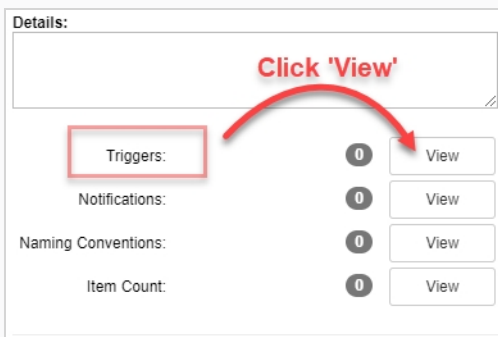 Details:
Click 'View'
Triggers: 0 View
Notifications: 0 View
Naming Conventions: 0 View
Item Count: 0 View